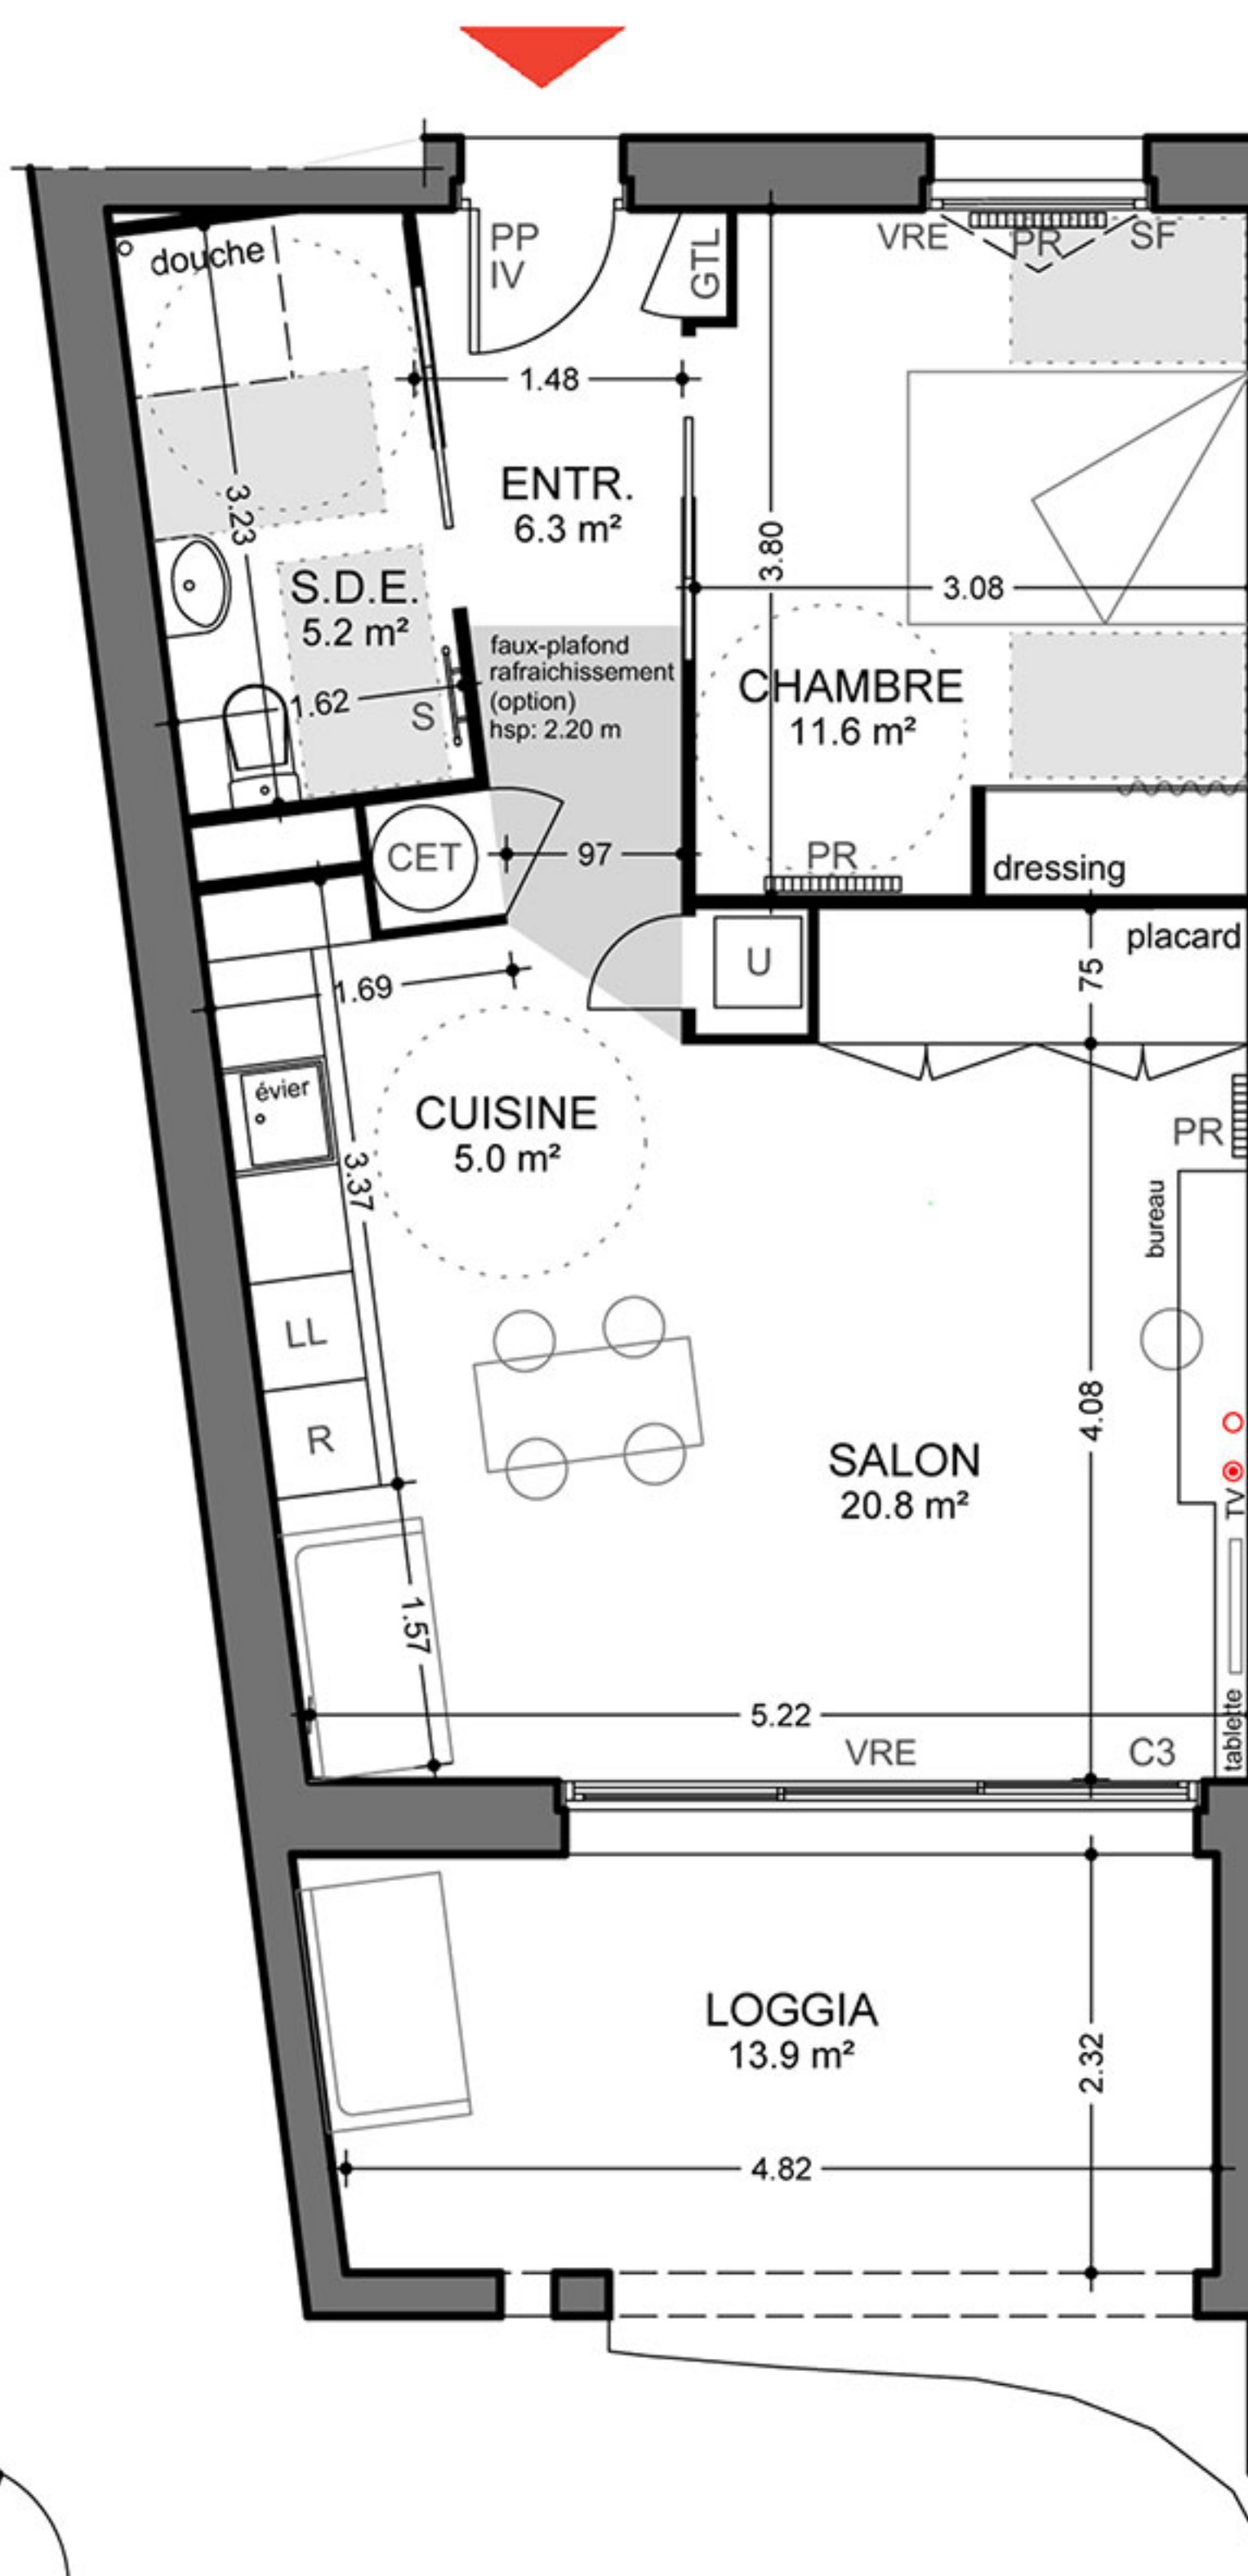 PP
IV
GTL
VRE
PR
SF
douche
1.48
ENTR.
6.3 m²
3.23
3.80
3.08
S.D.E.
5.2 m²
1.62
S
faux-plafond
rafraichissement
(option)
hsp: 2.20 m
CHAMBRE
11.6 m²
CET
97
PR
dressing
U
placard
75
1.69
évier
CUISINE
5.0 m²
3.37
PR
bureau
LL
R
4.08
SALON
20.8 m²
TV
1.57
5.22
VRE
C3
tablette
LOGGIA
13.9 m²
2.32
4.82